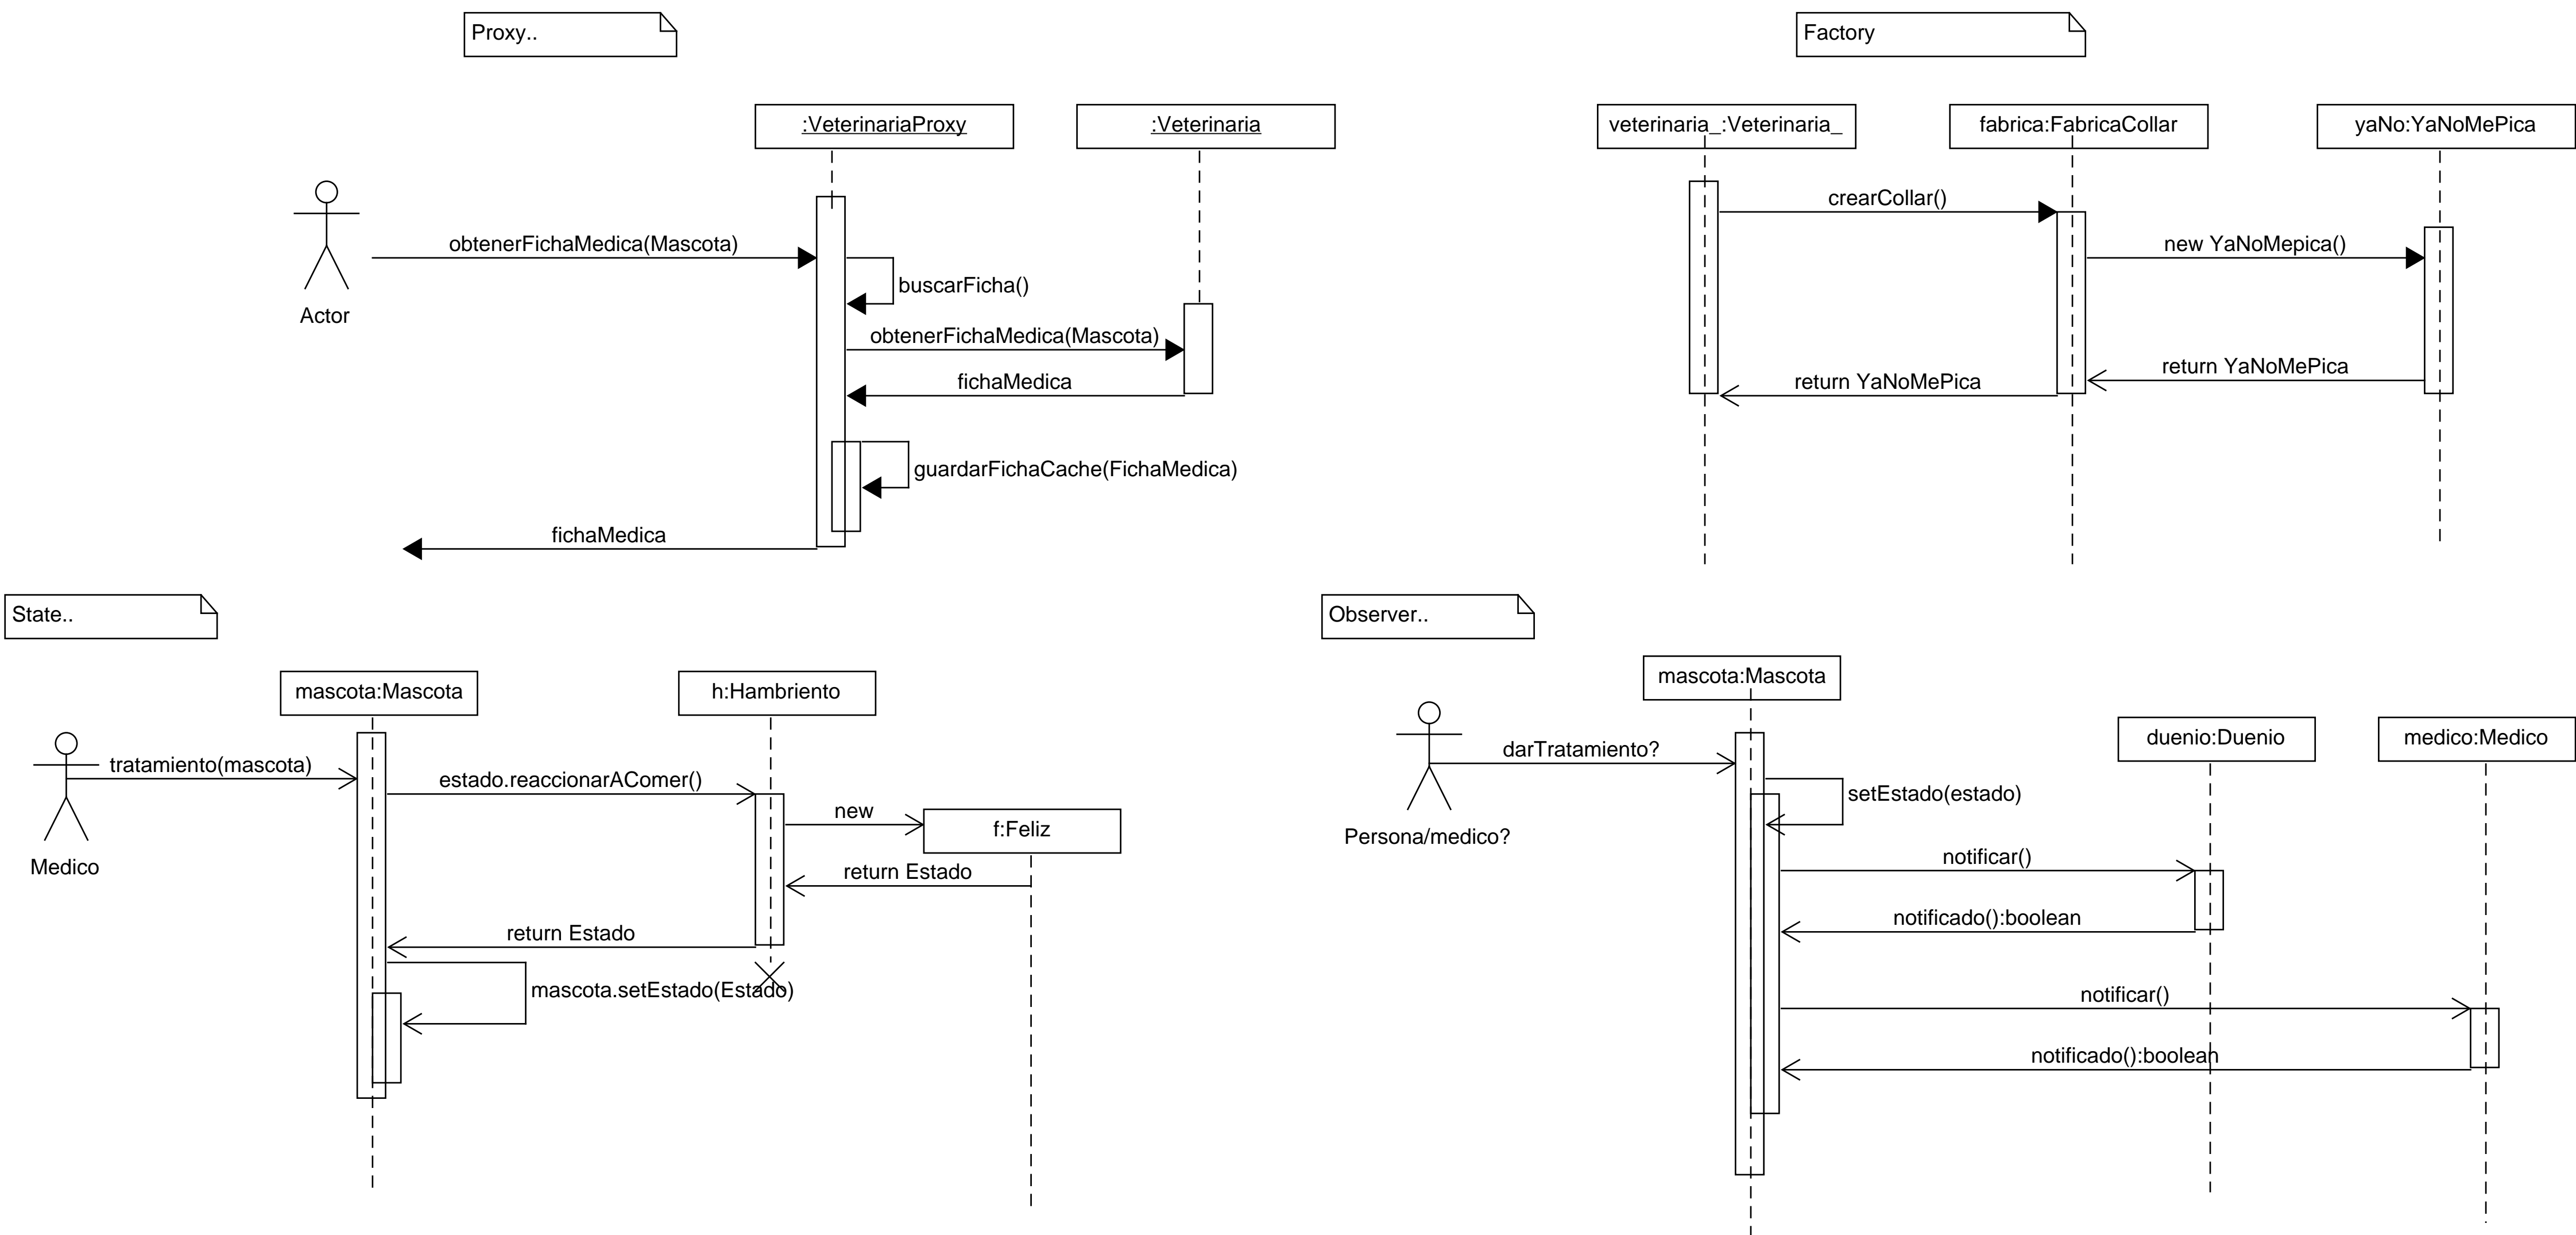 Proxy..
:VeterinariaProxy
:Veterinaria
obtenerFichaMedica(Mascota)
buscarFicha()
Actor
obtenerFichaMedica(Mascota)
fichaMedica
guardarFichaCache(FichaMedica)
fichaMedica
Factory
veterinaria_:Veterinaria_
fabrica:FabricaCollar
yaNo:YaNoMePica
crearCollar()
new YaNoMepica()
return YaNoMePica
return YaNoMePica
State..
mascota:Mascota
h:Hambriento
tratamiento(mascota)
estado.reaccionarAComer()
new
f:Feliz
Medico
return Estado
return Estado
mascota.setEstado(Estado)
Observer..
mascota:Mascota
duenio:Duenio
medico:Medico
darTratamiento?
setEstado(estado)
Persona/medico?
notificar()
notificado():boolean
notificar()
notificado():boolean